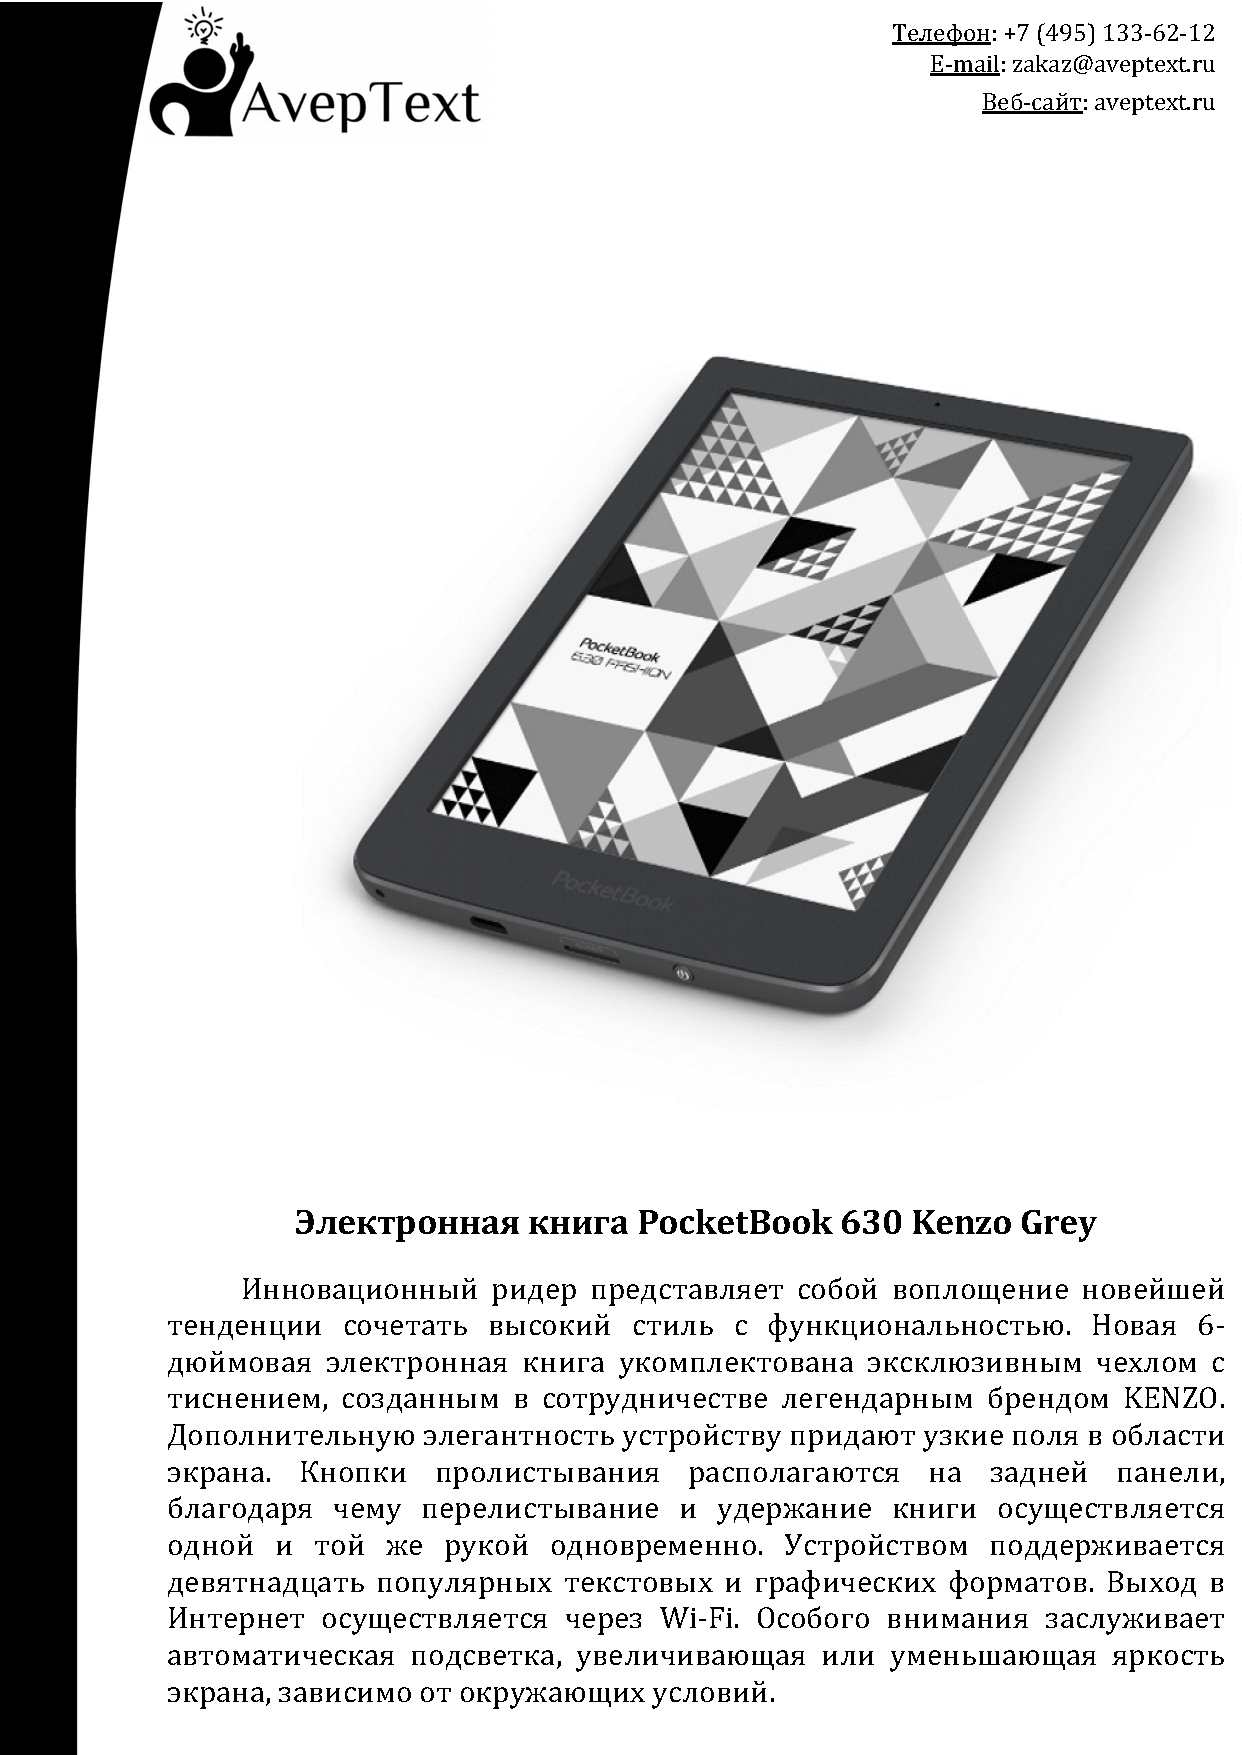 AvepText
Телефон: +7 (495) 133-62-12
E-mail: zakaz@aveptext.ru
Веб-сайт: aveptext.ru
PocketBook
630 FASHION
PocketBook
Электронная книга PocketBook 630 Kenzo Grey
Инновационный ридер представляет собой воплощение новейшей
тенденции сочетать высокий стиль с функциональностью. Новая 6-
дюймовая электронная книга укомплектована эксклюзивным чехлом с
тиснением, созданным в сотрудничестве легендарным брендом KENZO.
Дополнительную элегантность устройству придают узкие поля в области
экрана. Кнопки пролистывания располагаются на задней панели,
благодаря чему перелистывание и удержание книги осуществляется
одной и той же рукой одновременно. Устройством поддерживается
девятнадцать популярных текстовых и графических форматов. Выход в
Интернет осуществляется через Wi-Fi. Особого внимания заслуживает
автоматическая подсветка, увеличивающая или уменьшающая яркость
экрана, зависимо от окружающих условий.